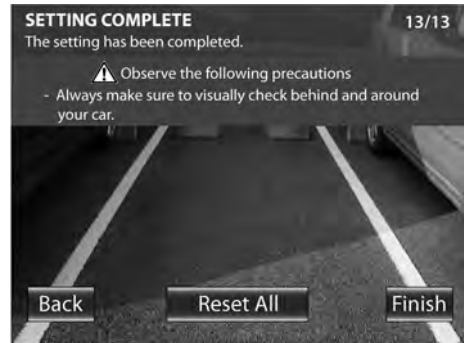 SETTING COMPLETE 13/13
The setting has been completed.
Observe the following precautions
- Always make sure to visually check behind and around
your car.
Back Reset All Finish